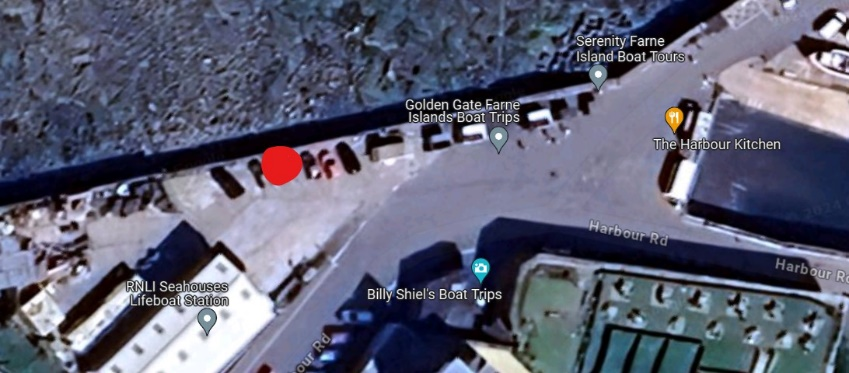 Serenity Farne
Island Boat Tours
Golden Gate Farne
Islands Boat Trips
The Harbour Kitchen
Harbour Rd
Harbour Rd
RNLI Seahouses
Lifeboat Station
Billy Shiel's Boat Trips
our Rd